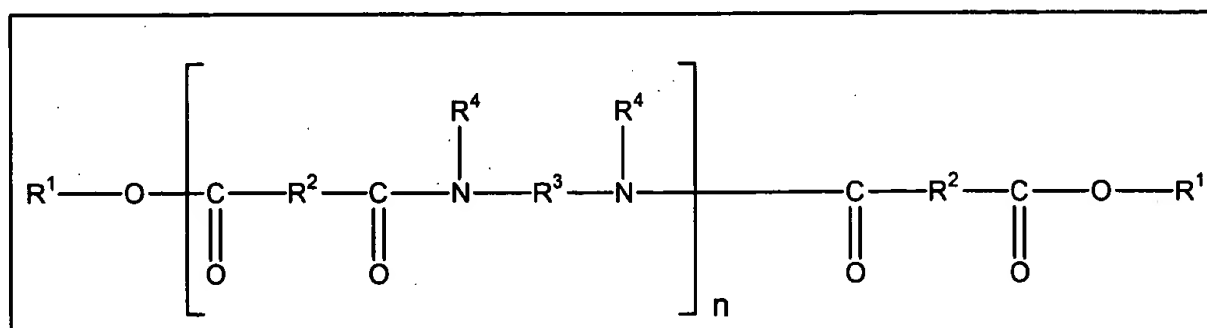 R⁴ R⁴
R¹ O C R² C N R³ N C R² C O R¹
O O O O
n